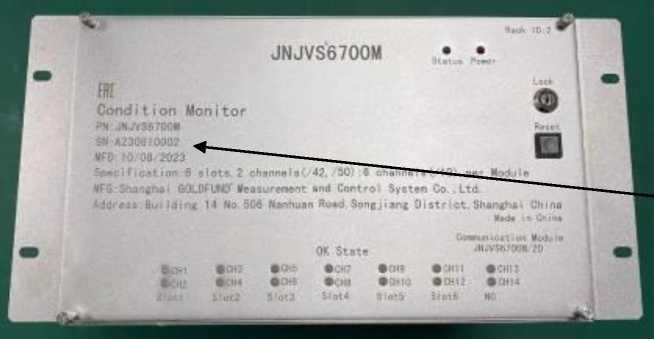 Rack ID:2
JNJVS6700M
Status Power
Lock
Condition Monitor
PN:JNJVS6700M
SN:A230810002
Reset
MFD:10/08/2023
Specification:6 slots, 2 channels(/42, /50);6 channels(/10) per Module
MFG:Shanghai GOLDFUND Measurement and Control System Co., Ltd.
Address:Building 14 No.506 Nanhuan Road, Songjiang District, Shanghai China
Made in China
Communication Module
JNJVS6700M/20
OK State
CH1 CH3 CH5 CH7 CH9 CH11 CH13
CH2 CH4 CH6 CH8 CH10 CH12 CH14
Slot1 Slot2 Slot3 Slot4 Slot5 Slot6 NO